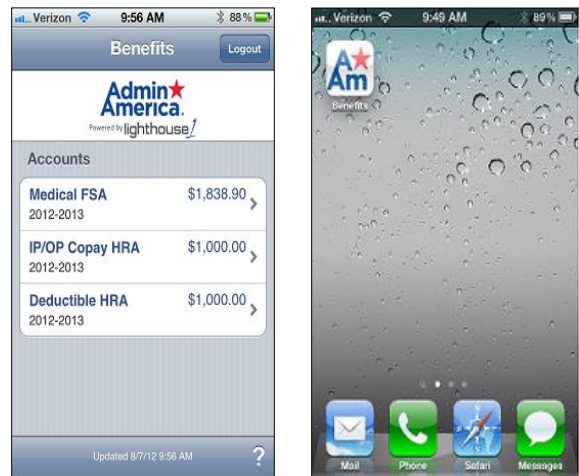 Verizon 9:56 AM 88%
Benefits Logout
Admin
America.
Powered by lighthouse1
Accounts
Medical FSA $1,838.90
2012-2013
IP/OP Copay HRA $1,000.00
2012-2013
Deductible HRA $1,000.00
2012-2013
Updated 8/7/12 9:56 AM ?
Verizon 9:49 AM 89%
A
Am
Benefits
Mail Phone Safari Messages